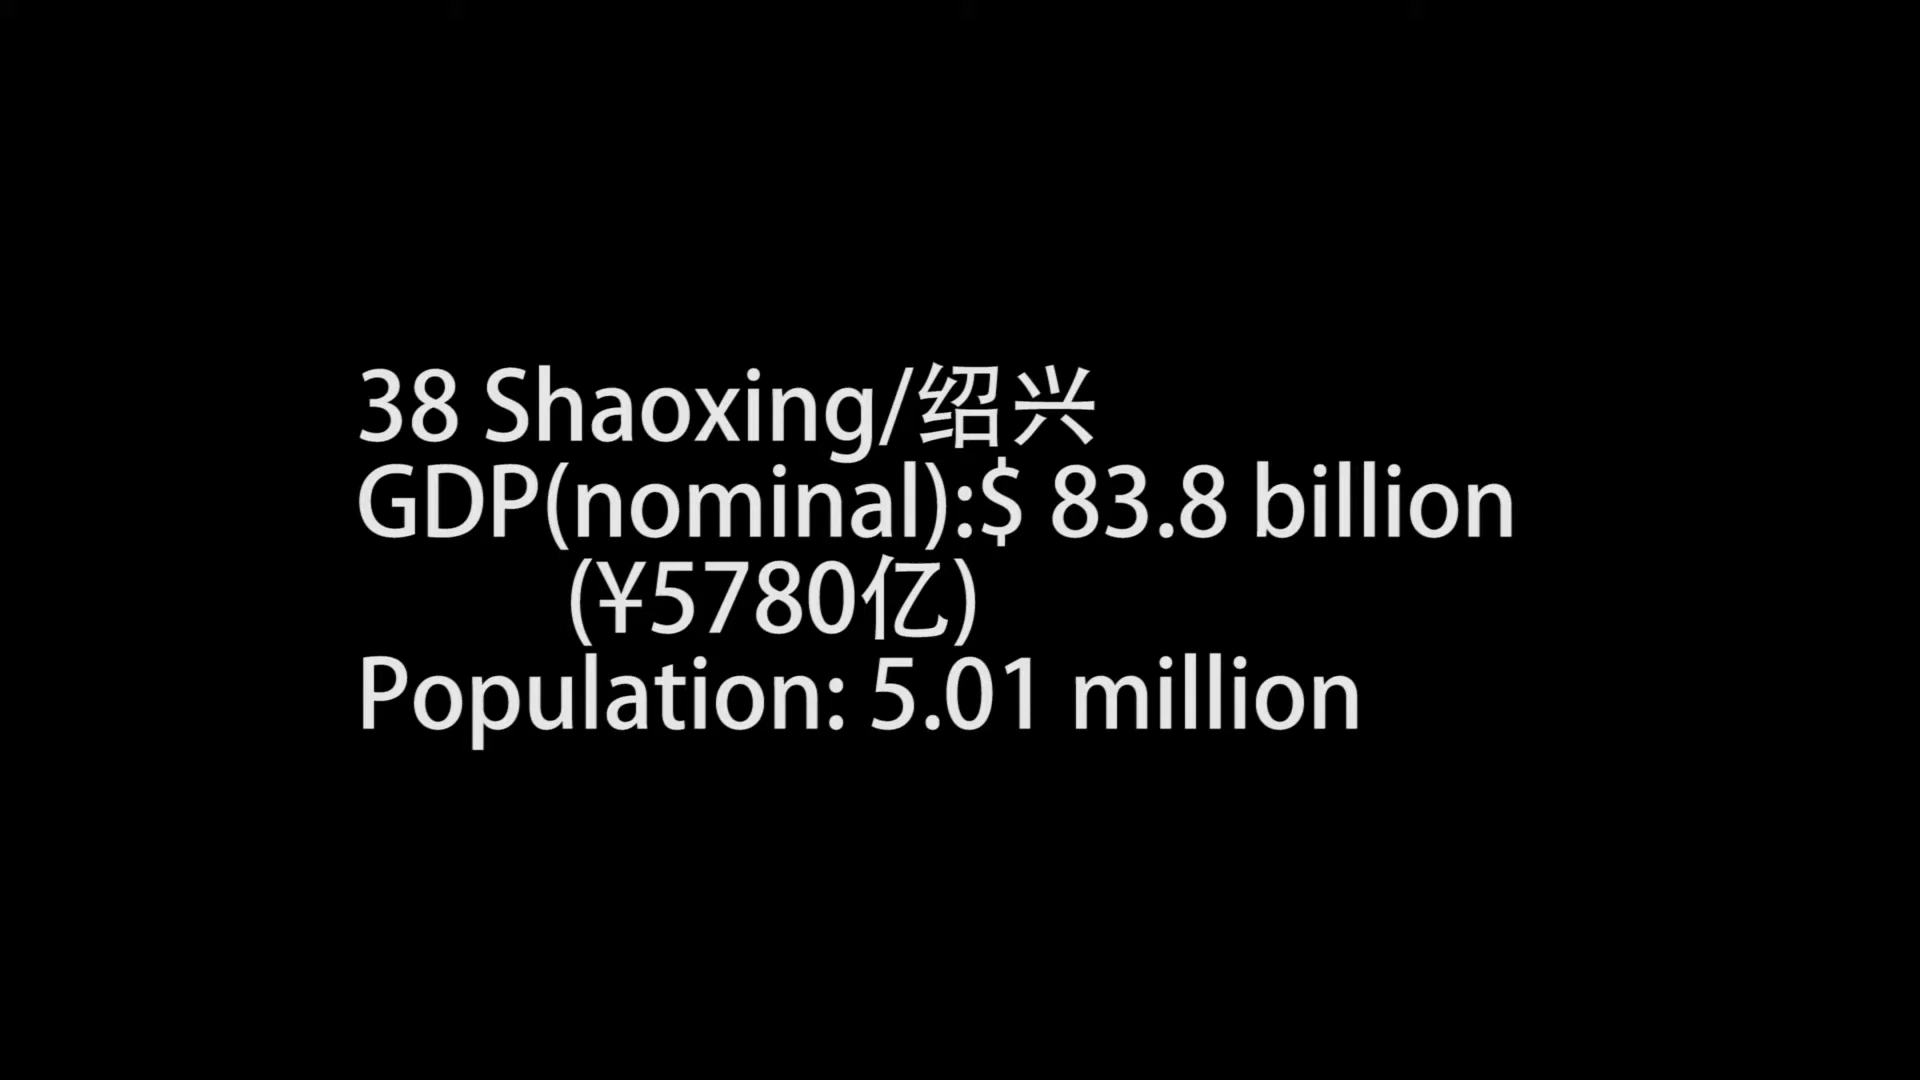 38 Shaoxing/绍兴
GDP(nominal):$ 83.8 billion
(¥5780亿)
Population: 5.01 million